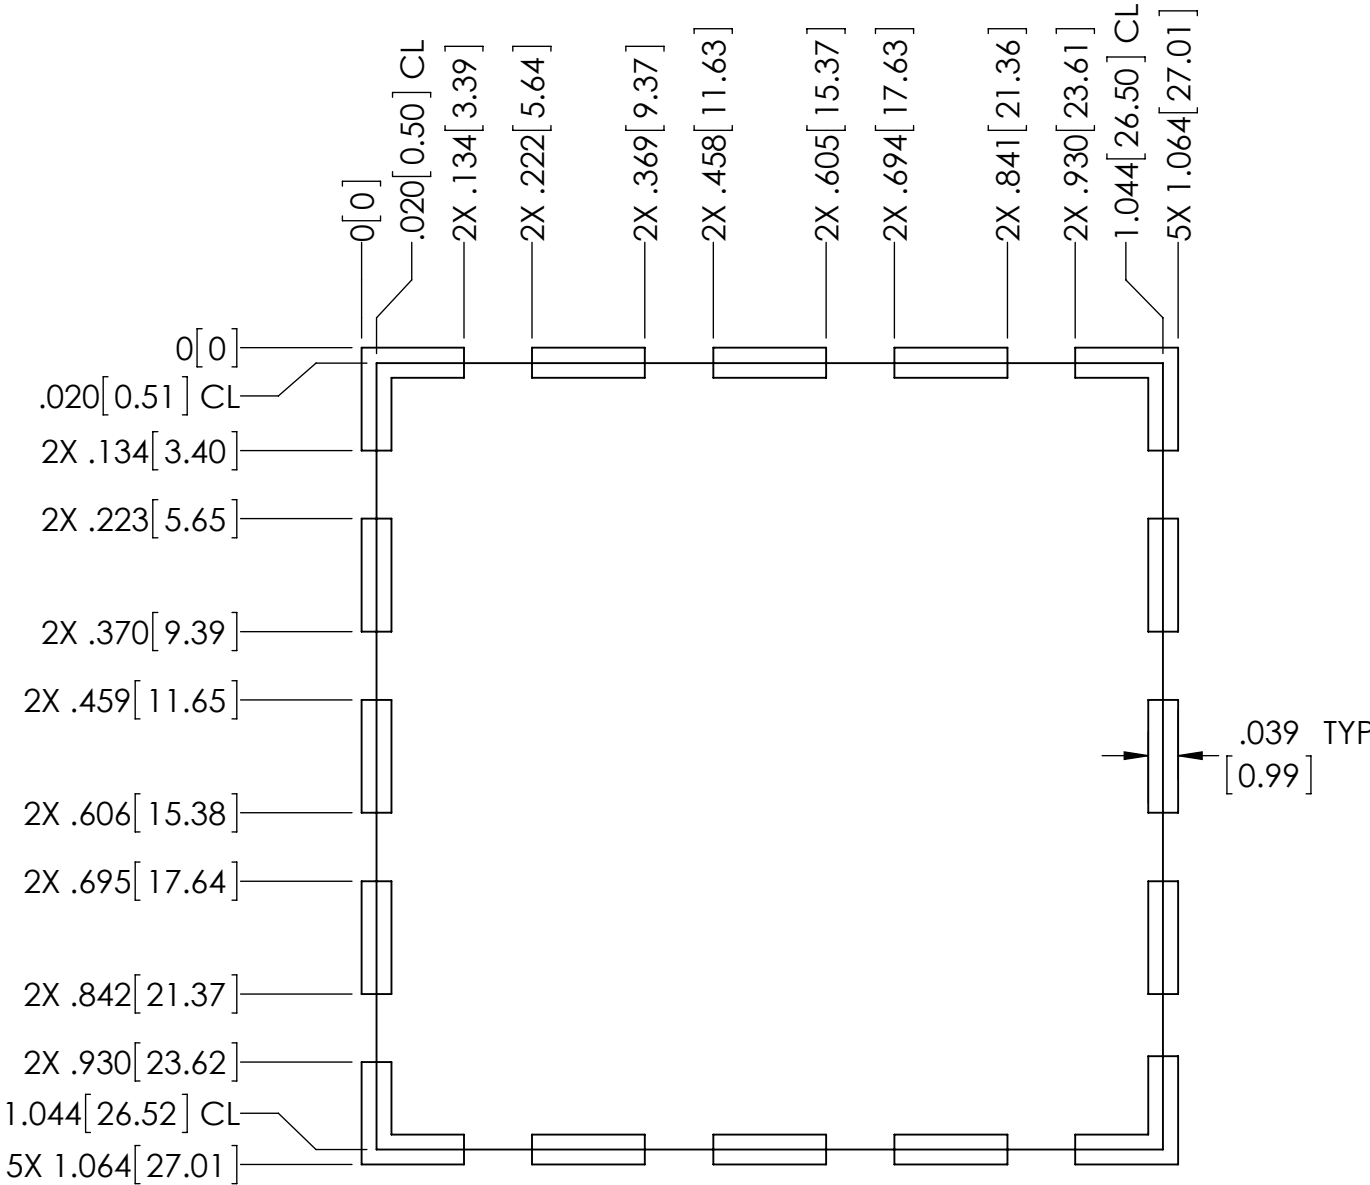 0[0]
.020[0.50] CL
2X .134[3.39]
2X .222[5.64]
2X .369[9.37]
2X .458[11.63]
2X .605[15.37]
2X .694[17.63]
2X .841[21.36]
2X .930[23.61]
1.044[26.50] CL
5X 1.064[27.01]
0[0]
.020[0.51] CL
2X .134[3.40]
2X .223[5.65]
2X .370[9.39]
2X .459[11.65]
2X .606[15.38]
2X .695[17.64]
2X .842[21.37]
2X .930[23.62]
1.044[26.52] CL
5X 1.064[27.01]
.039 TYP
[0.99]